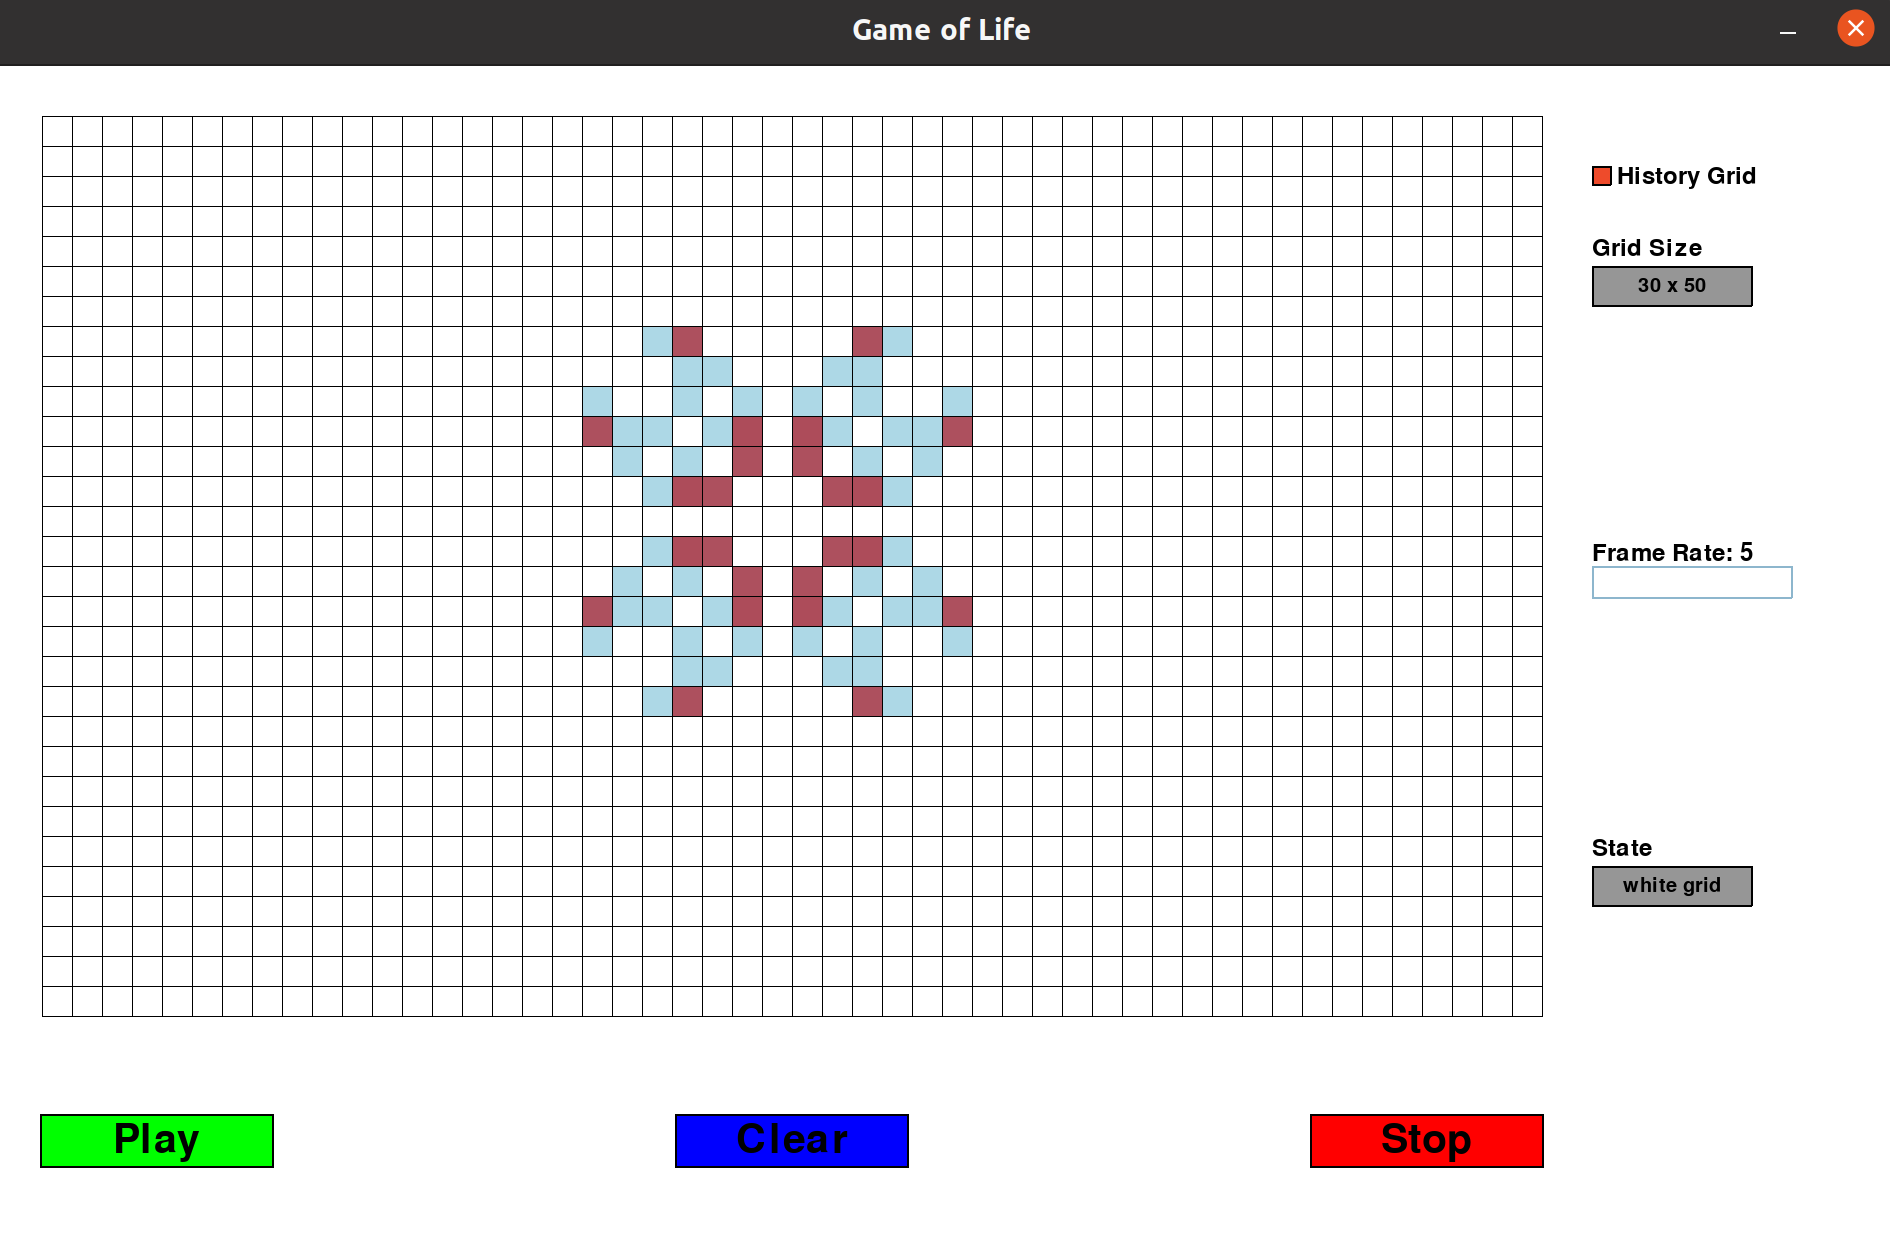 Game of Life
History Grid
Grid Size
30 x 50
Frame Rate: 5
State
white grid
Play
Clear
Stop